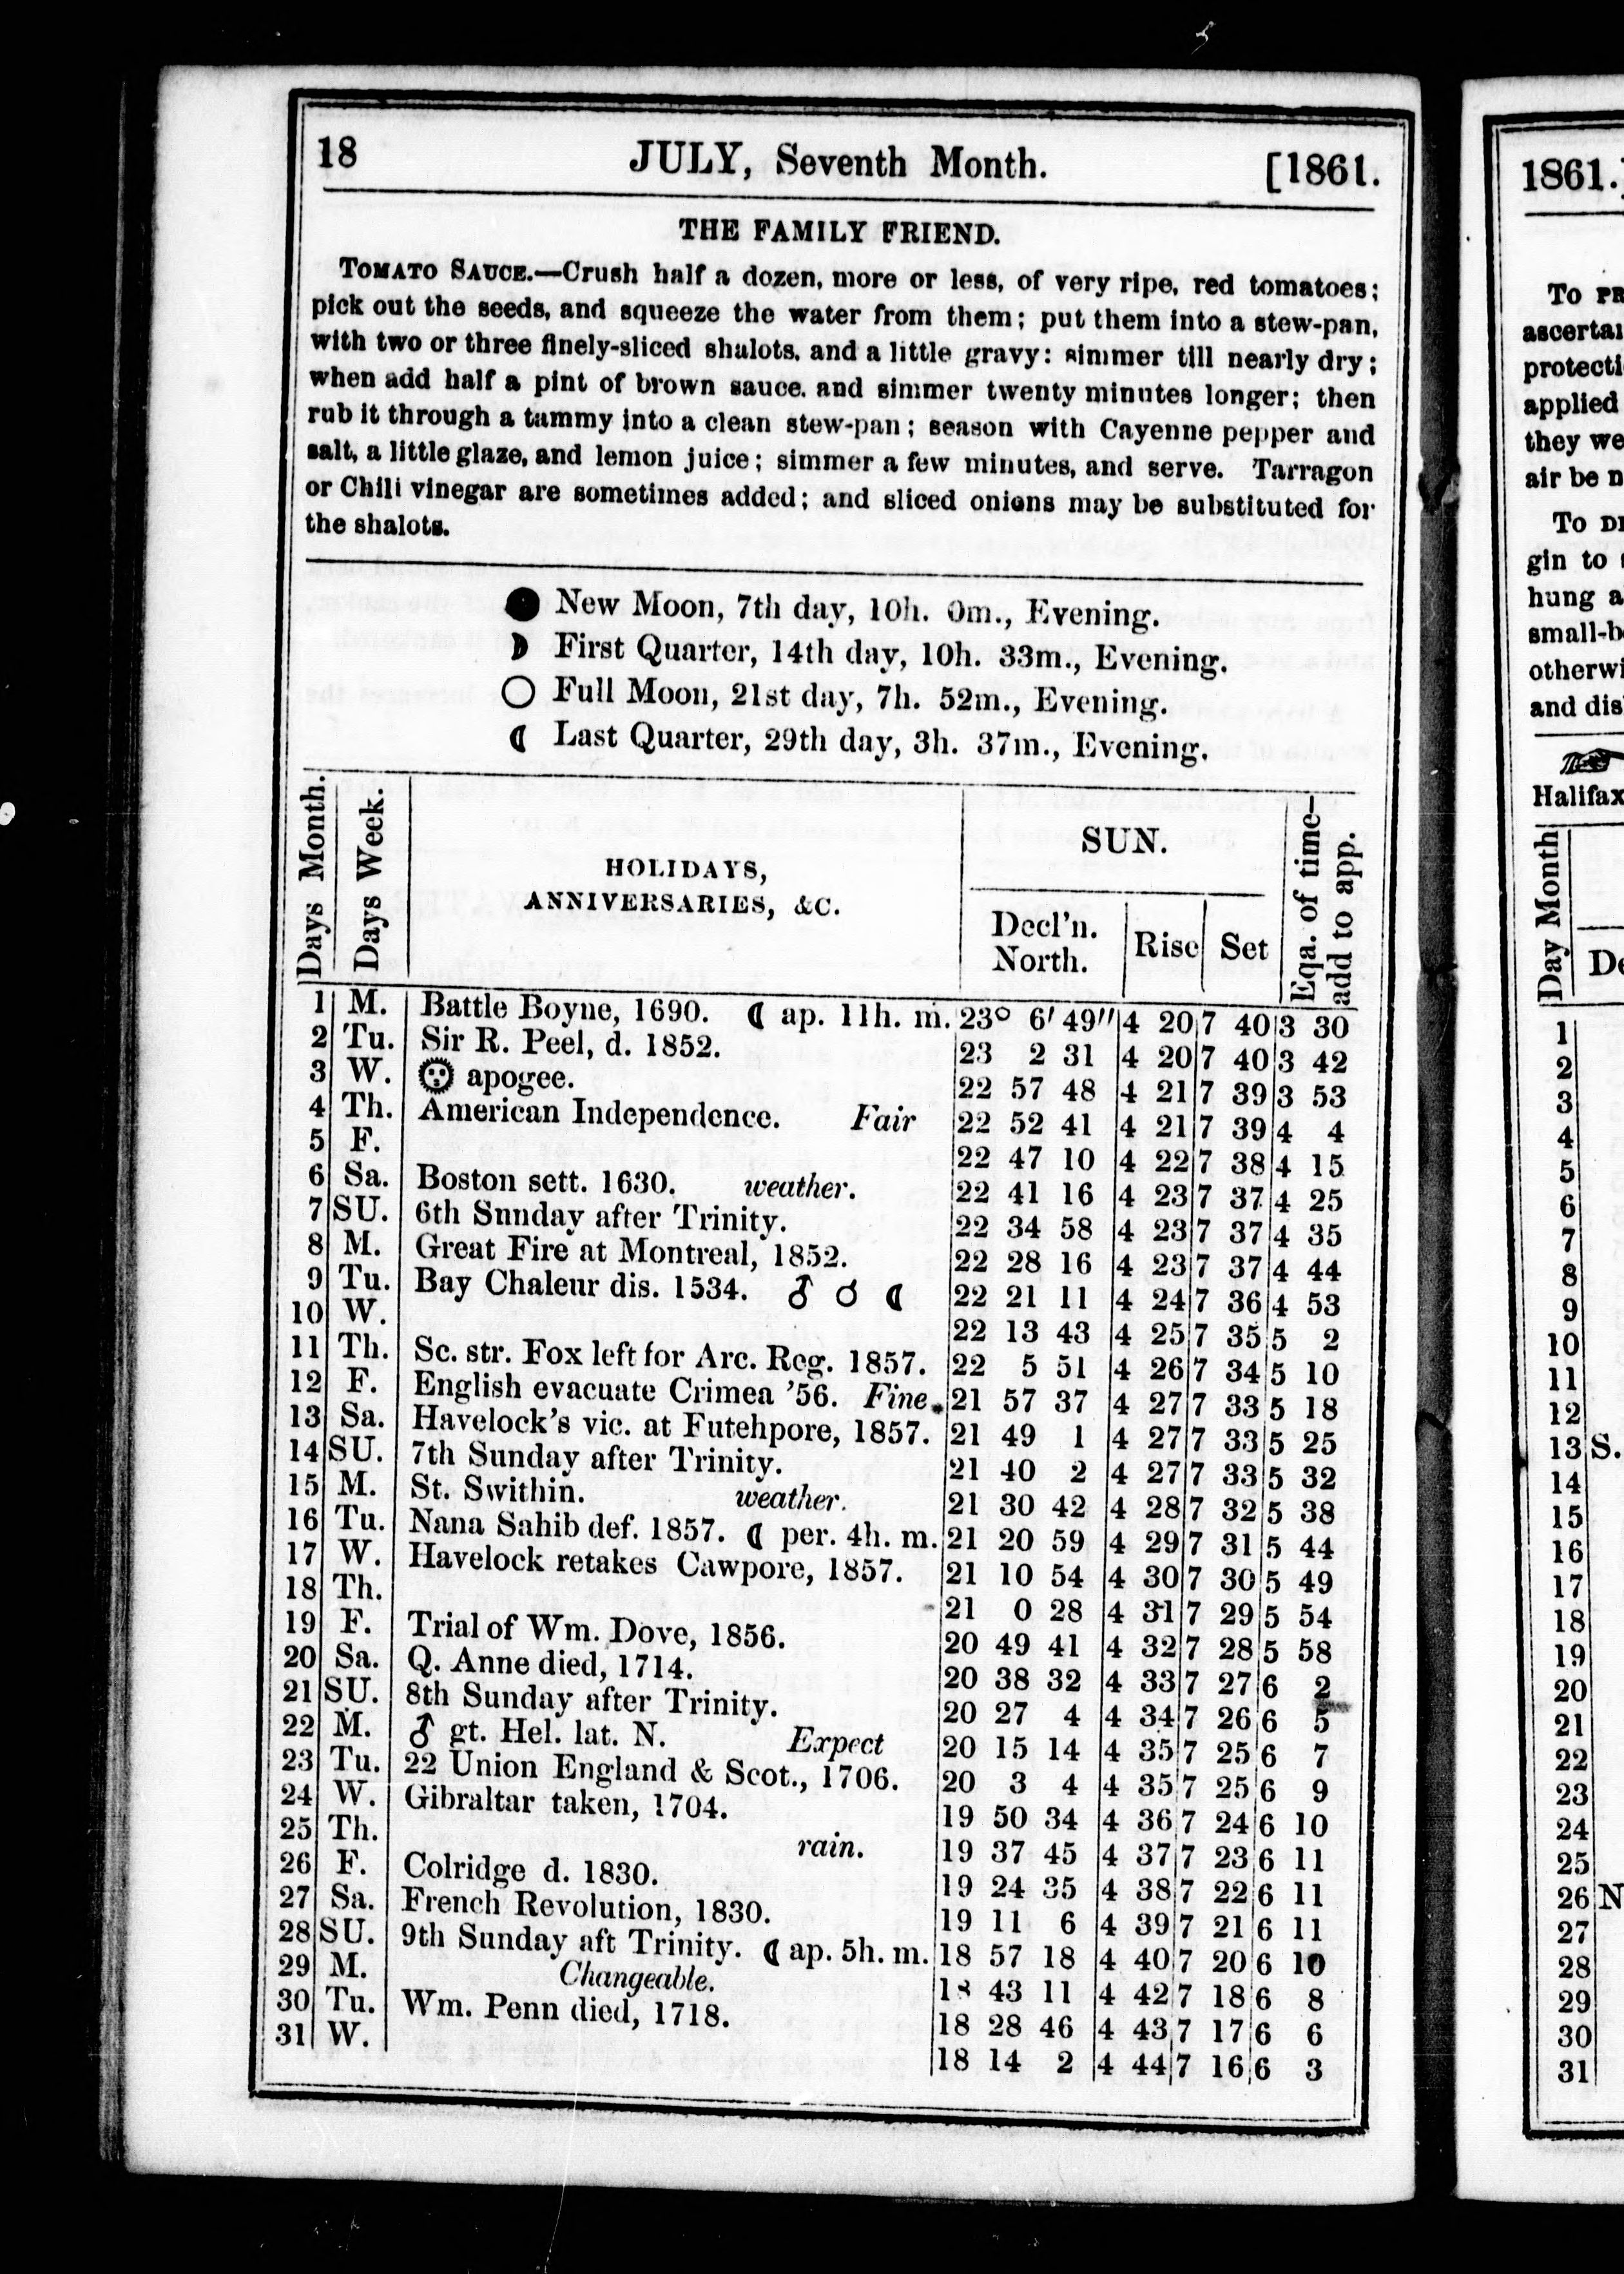 18 JULY, Seventh Month. [1861.
THE FAMILY FRIEND.
TOMATO SAUCE.—Crush half a dozen, more or less, of very ripe, red tomatoes;
pick out the seeds, and squeeze the water from them; put them into a stew-pan,
with two or three finely-sliced shalots, and a little gravy: simmer till nearly dry;
when add half a pint of brown sauce. and simmer twenty minutes longer; then
rub it through a tammy into a clean stew-pan; season with Cayenne pepper and
salt, a little glaze, and lemon juice; simmer a few minutes, and serve. Tarragon
or Chili vinegar are sometimes added; and sliced onions may be substituted for
the shalots.
● New Moon, 7th day, 10h. 0m., Evening.
☽ First Quarter, 14th day, 10h. 33m., Evening.
○ Full Moon, 21st day, 7h. 52m., Evening.
☾ Last Quarter, 29th day, 3h. 37m., Evening.
Days Month. Days Week. HOLIDAYS, ANNIVERSARIES, &C. SUN. Decl'n. North. Rise Set Eqa. of time— add to app.
1 M. Battle Boyne, 1690. ☾ ap. 11h. m. 23° 6′ 49″ 4 20 7 40 3 30
2 Tu. Sir R. Peel, d. 1852. 23 2 31 4 20 7 40 3 42
3 W. apogee. 22 57 48 4 21 7 39 3 53
4 Th. American Independence. Fair 22 52 41 4 21 7 39 4 4
5 F. 22 47 10 4 22 7 38 4 15
6 Sa. Boston sett. 1630. weather. 22 41 16 4 23 7 37 4 25
7 SU. 6th Sunday after Trinity. 22 34 58 4 23 7 37 4 35
8 M. Great Fire at Montreal, 1852. 22 28 16 4 23 7 37 4 44
9 Tu. Bay Chaleur dis. 1534. ♂ ☌ ☾ 22 21 11 4 24 7 36 4 53
10 W. 22 13 43 4 25 7 35 5 2
11 Th. Sc. str. Fox left for Arc. Reg. 1857. 22 5 51 4 26 7 34 5 10
12 F. English evacuate Crimea '56. Fine 21 57 37 4 27 7 33 5 18
13 Sa. Havelock's vic. at Futehpore, 1857. 21 49 1 4 27 7 33 5 25
14 SU. 7th Sunday after Trinity. 21 40 2 4 27 7 33 5 32
15 M. St. Swithin. weather. 21 30 42 4 28 7 32 5 38
16 Tu. Nana Sahib def. 1857. ☾ per. 4h. m. 21 20 59 4 29 7 31 5 44
17 W. Havelock retakes Cawpore, 1857. 21 10 54 4 30 7 30 5 49
18 Th. 21 0 28 4 31 7 29 5 54
19 F. Trial of Wm. Dove, 1856. 20 49 41 4 32 7 28 5 58
20 Sa. Q. Anne died, 1714. 20 38 32 4 33 7 27 6 2
21 SU. 8th Sunday after Trinity. 20 27 4 4 34 7 26 6 5
22 M. ♂ gt. Hel. lat. N. Expect 20 15 14 4 35 7 25 6 7
23 Tu. 22 Union England & Scot., 1706. 20 3 4 4 35 7 25 6 9
24 W. Gibraltar taken, 1704. 19 50 34 4 36 7 24 6 10
25 Th. rain. 19 37 45 4 37 7 23 6 11
26 F. Colridge d. 1830. 19 24 35 4 38 7 22 6 11
27 Sa. French Revolution, 1830. 19 11 6 4 39 7 21 6 11
28 SU. 9th Sunday aft Trinity. ☾ ap. 5h. m. 18 57 18 4 40 7 20 6 10
29 M. Changeable. 18 43 11 4 42 7 18 6 8
30 Tu. Wm. Penn died, 1718. 18 28 46 4 43 7 17 6 6
31 W. 18 14 2 4 44 7 16 6 3
1861.
To PR
ascertai
protecti
applied
they we
air be n
To DI
gin to
hung a
small-b
otherwi
and dis
Halifax
Day Month De
1
2
3
4
5
6
7
8
9
10
11
12
13 S.
14
15
16
17
18
19
20
21
22
23
24
25
26 N
27
28
29
30
31